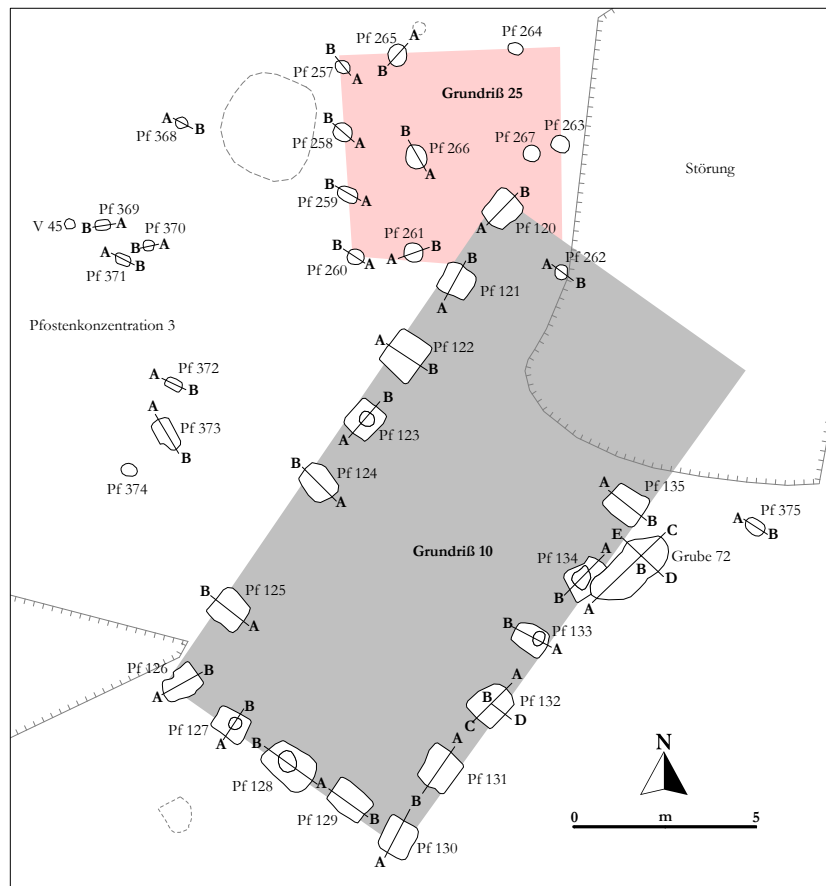 A
Pf 265
Pf 264
B
Pf 257
A
B
Grundriß 25
A
Pf 368
B
B
Pf 258
A
B
Pf 266
A
Pf 267
Pf 263
Störung
Pf 259
B
A
B
A
Pf 120
V 45
Pf 369
B
A
Pf 370
B
A
A
Pf 371
B
Pf 261
B
A
B
Pf 260
A
B
Pf 121
A
A
Pf 262
B
Pfostenkonzentration 3
A
Pf 122
B
Pf 372
A
B
A
Pf 373
B
B
Pf 123
A
Pf 374
B
Pf 124
A
A
Pf 135
B
A
Pf 375
B
Grundriß 10
E
C
B
D
A
Grube 72
Pf 134
A
B
B
Pf 125
A
B
Pf 133
A
Pf 126
B
A
A
B
Pf 132
C
D
Pf 127
B
A
B
Pf 128
A
A
Pf 131
B
Pf 129
B
B
Pf 130
A
N
0
m
5